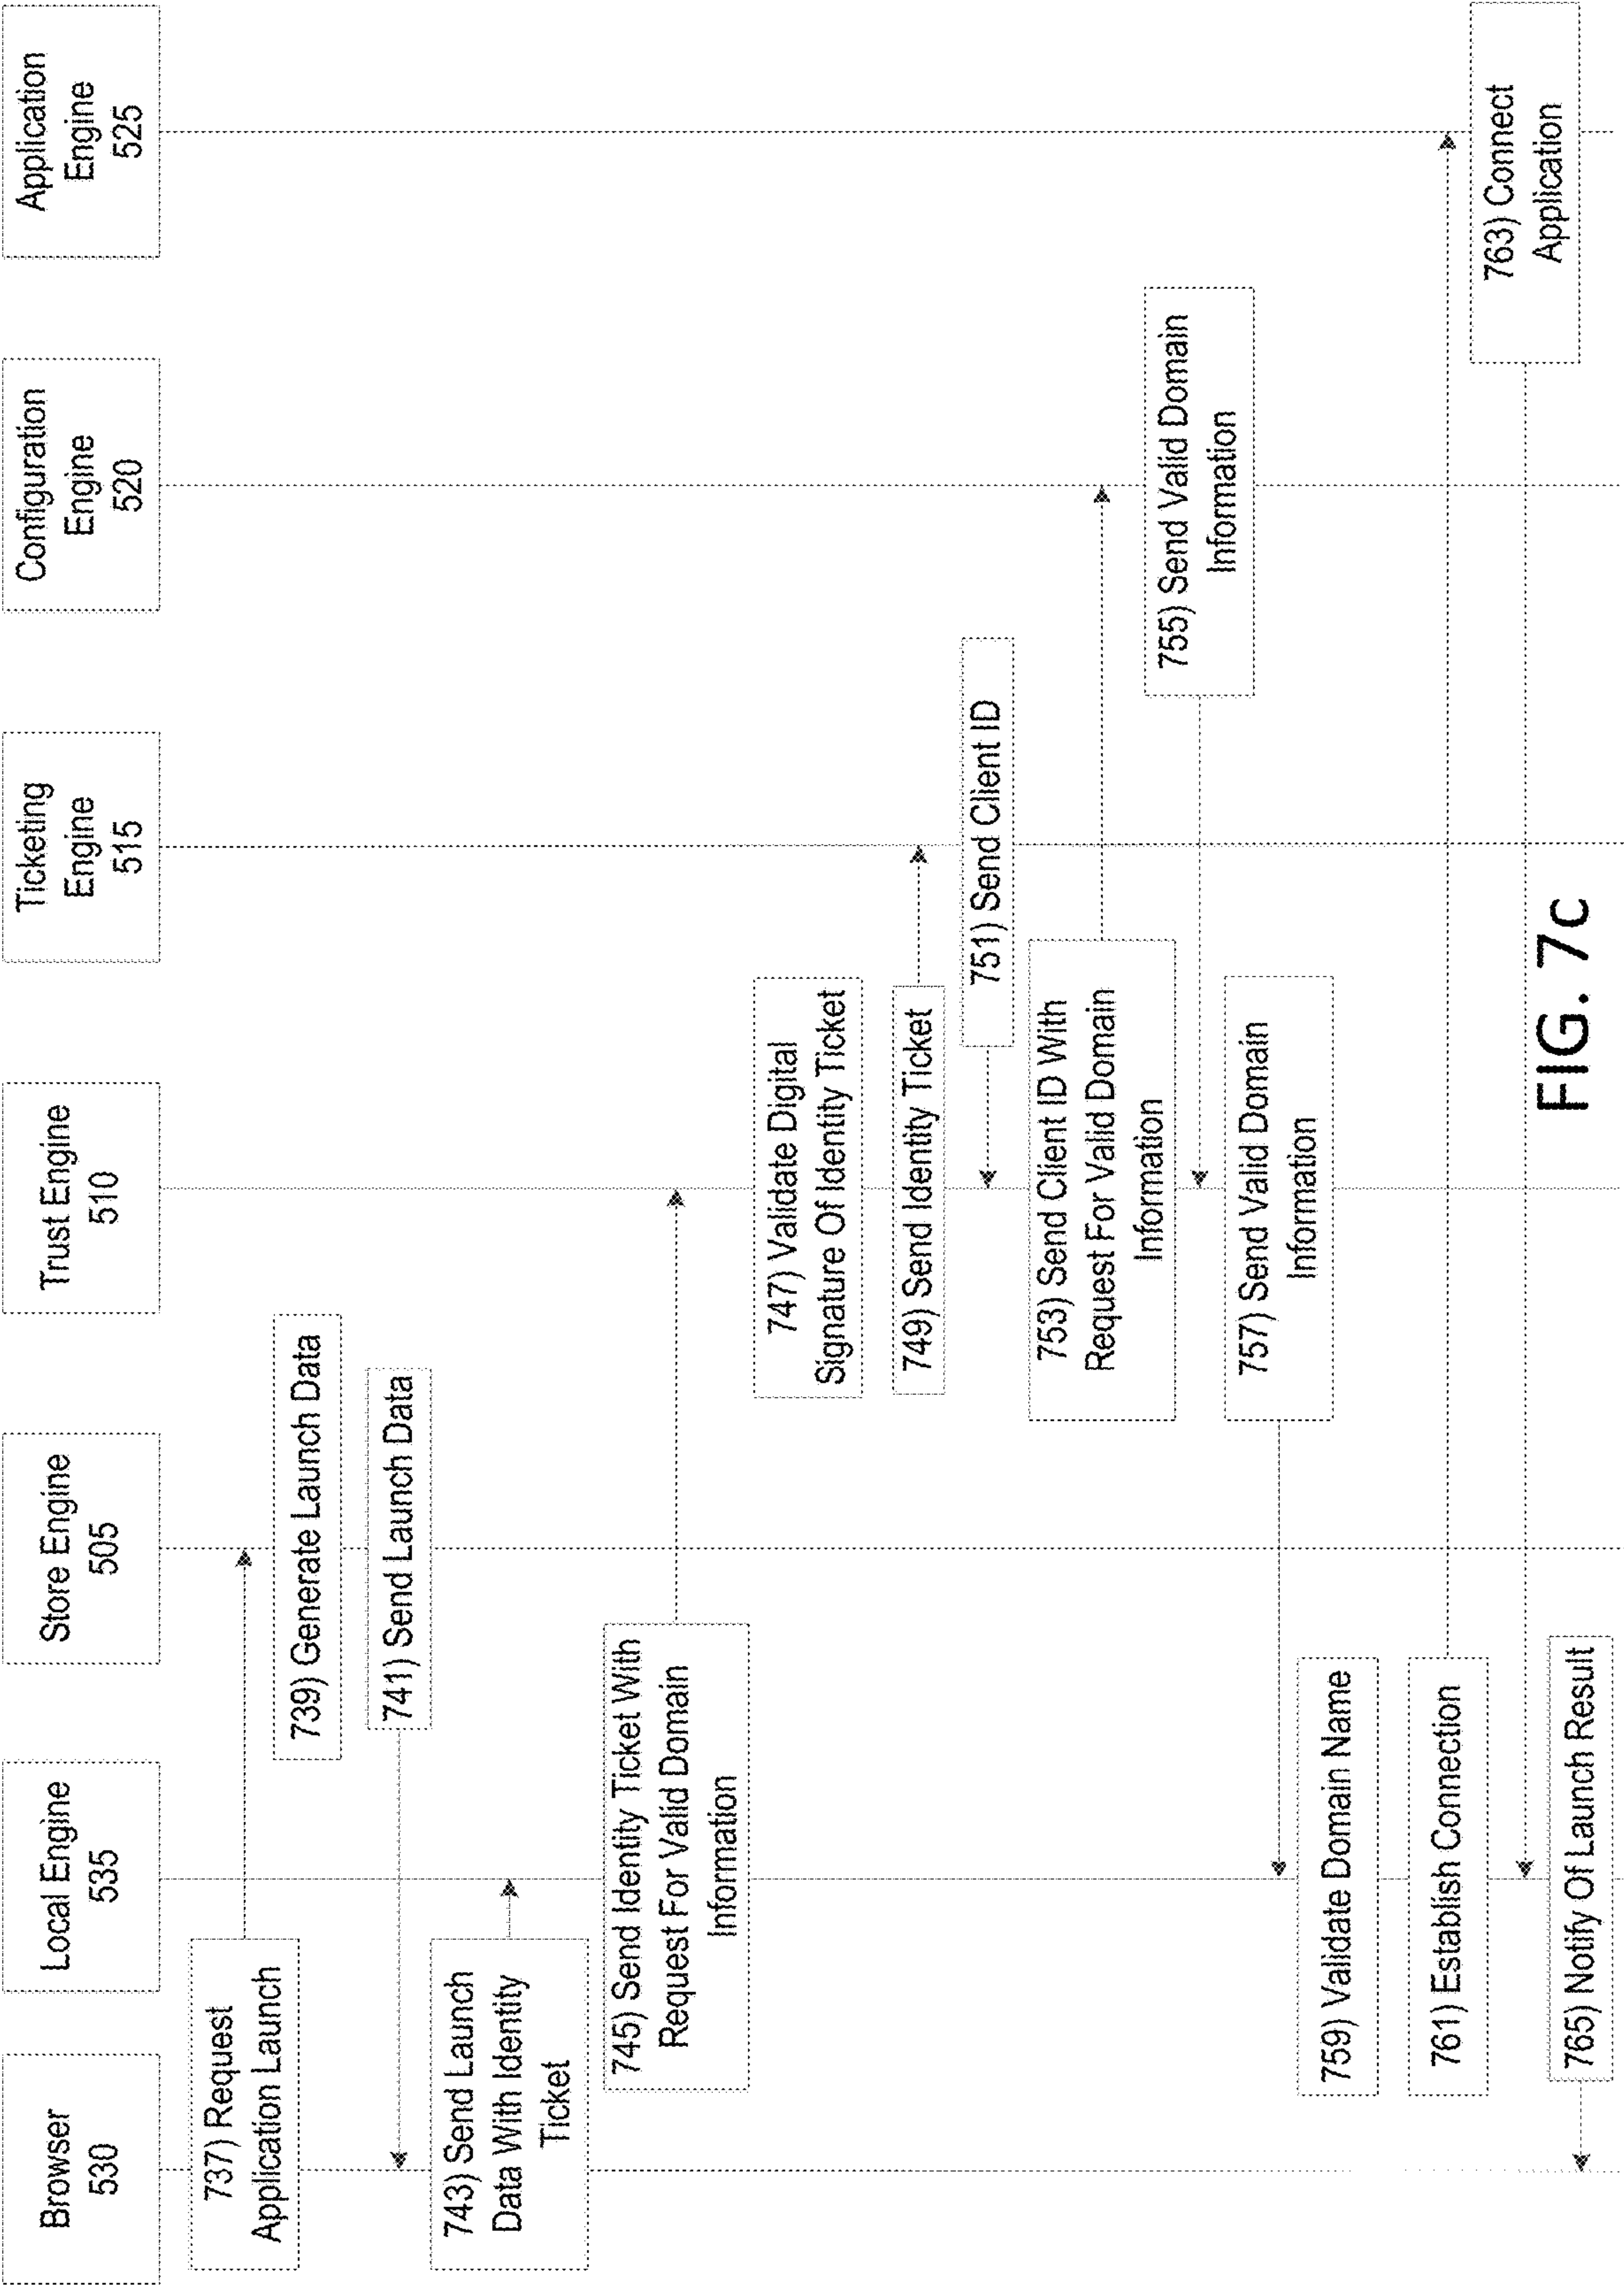 Browser
530
Local Engine
535
Store Engine
505
Trust Engine
510
Ticketing
Engine
515
Configuration
Engine
520
Application
Engine
525
737) Request
Application Launch
739) Generate Launch Data
741) Send Launch Data
743) Send Launch
Data With Identity
Ticket
745) Send Identity Ticket With
Request For Valid Domain
Information
747) Validate Digital
Signature Of Identity Ticket
749) Send Identity Ticket
751) Send Client ID
753) Send Client ID With
Request For Valid Domain
Information
755) Send Valid Domain
Information
757) Send Valid Domain
Information
759) Validate Domain Name
761) Establish Connection
763) Connect
Application
765) Notify Of Launch Result
FIG. 7c